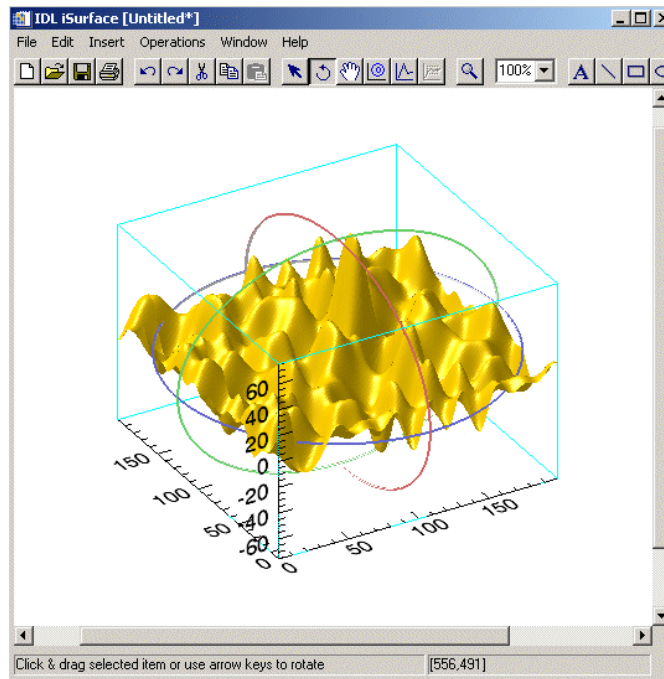 IDL iSurface [Untitled*]
File Edit Insert Operations Window Help
100% A
60
40
20
0
-20
-40
-60
150 100 50 0
0 50 100 150
Click & drag selected item or use arrow keys to rotate [556,491]